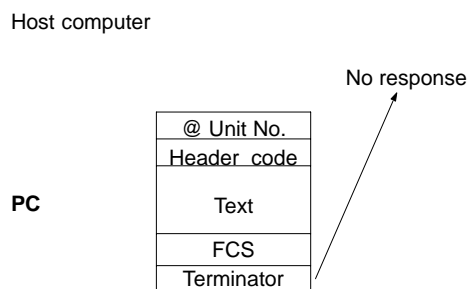 Host computer
No response
@ Unit No.
Header code
PC
Text
FCS
Terminator